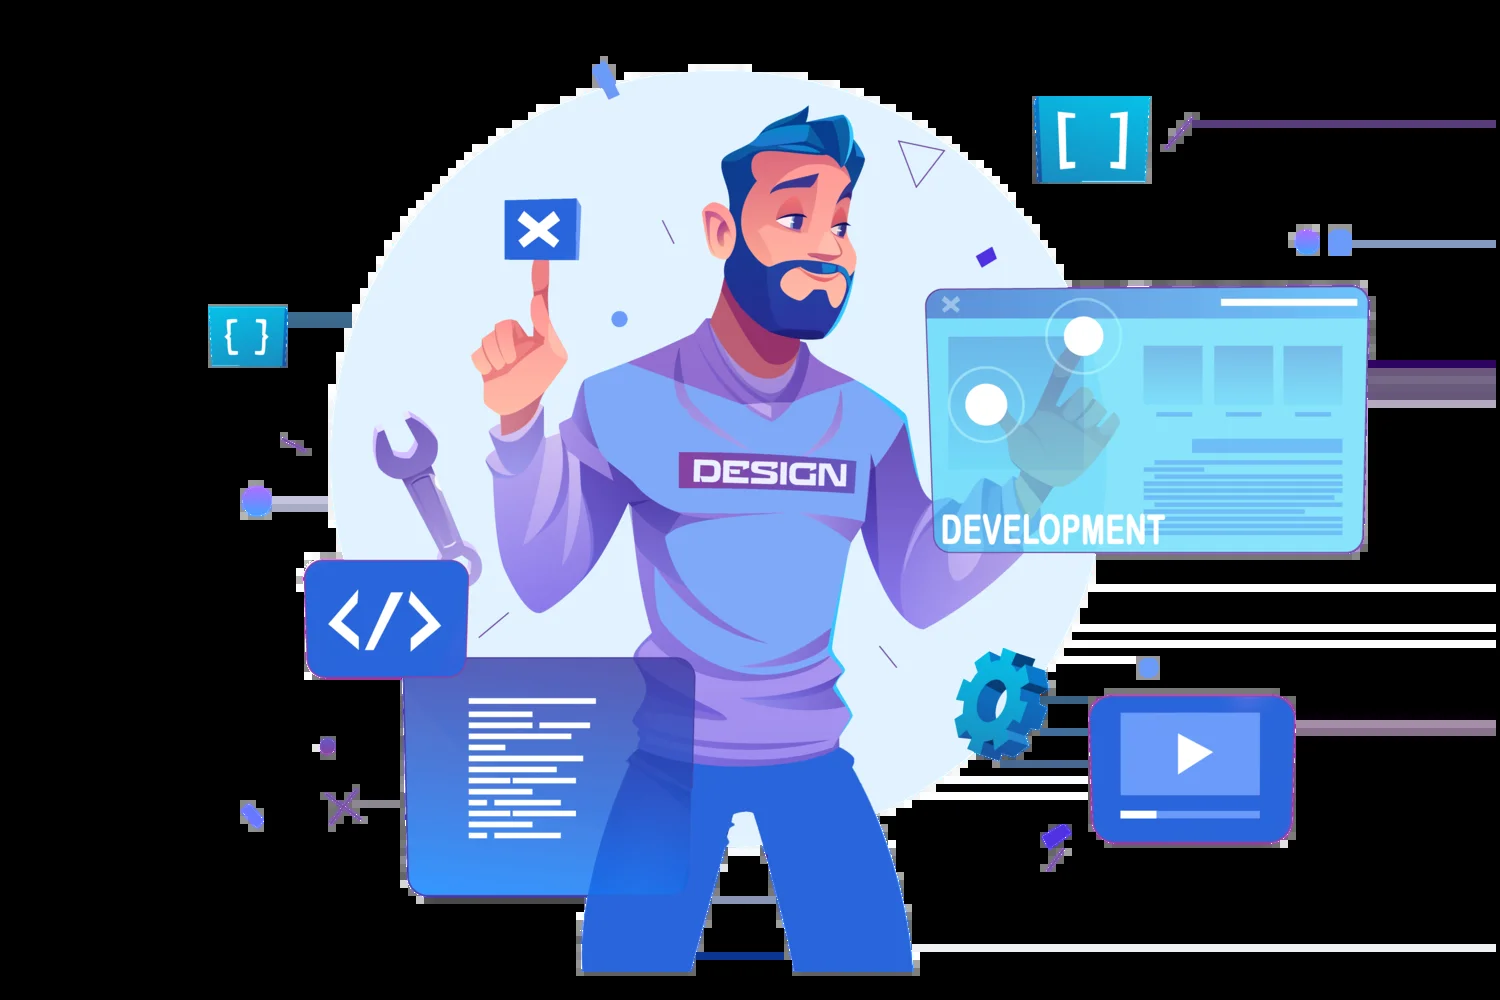 [ ]
{ }
DESIGN
DEVELOPMENT
</>